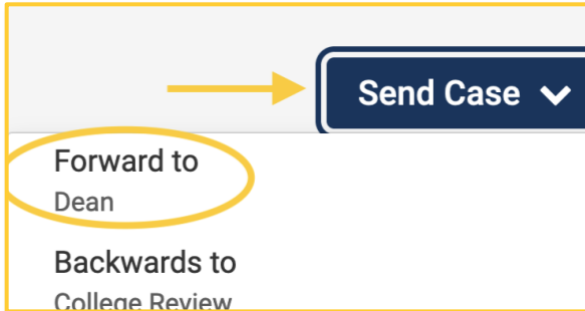 Send Case
Forward to
Dean
Backwards to
College Review